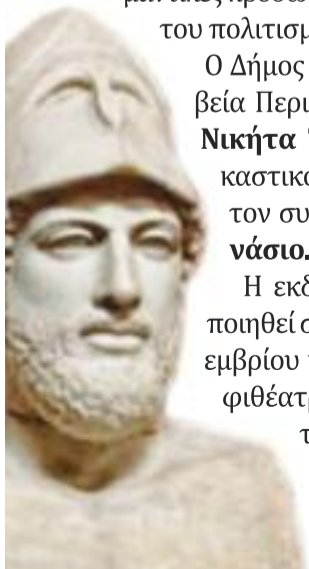 του πολιτισμ
Ο Δήμος
βεία Περι
Νικήτα
καστικο
τον συ
νάσιο.
Η εκδ
ποιηθεί σ
εμβρίου
φιθέατρ
τ